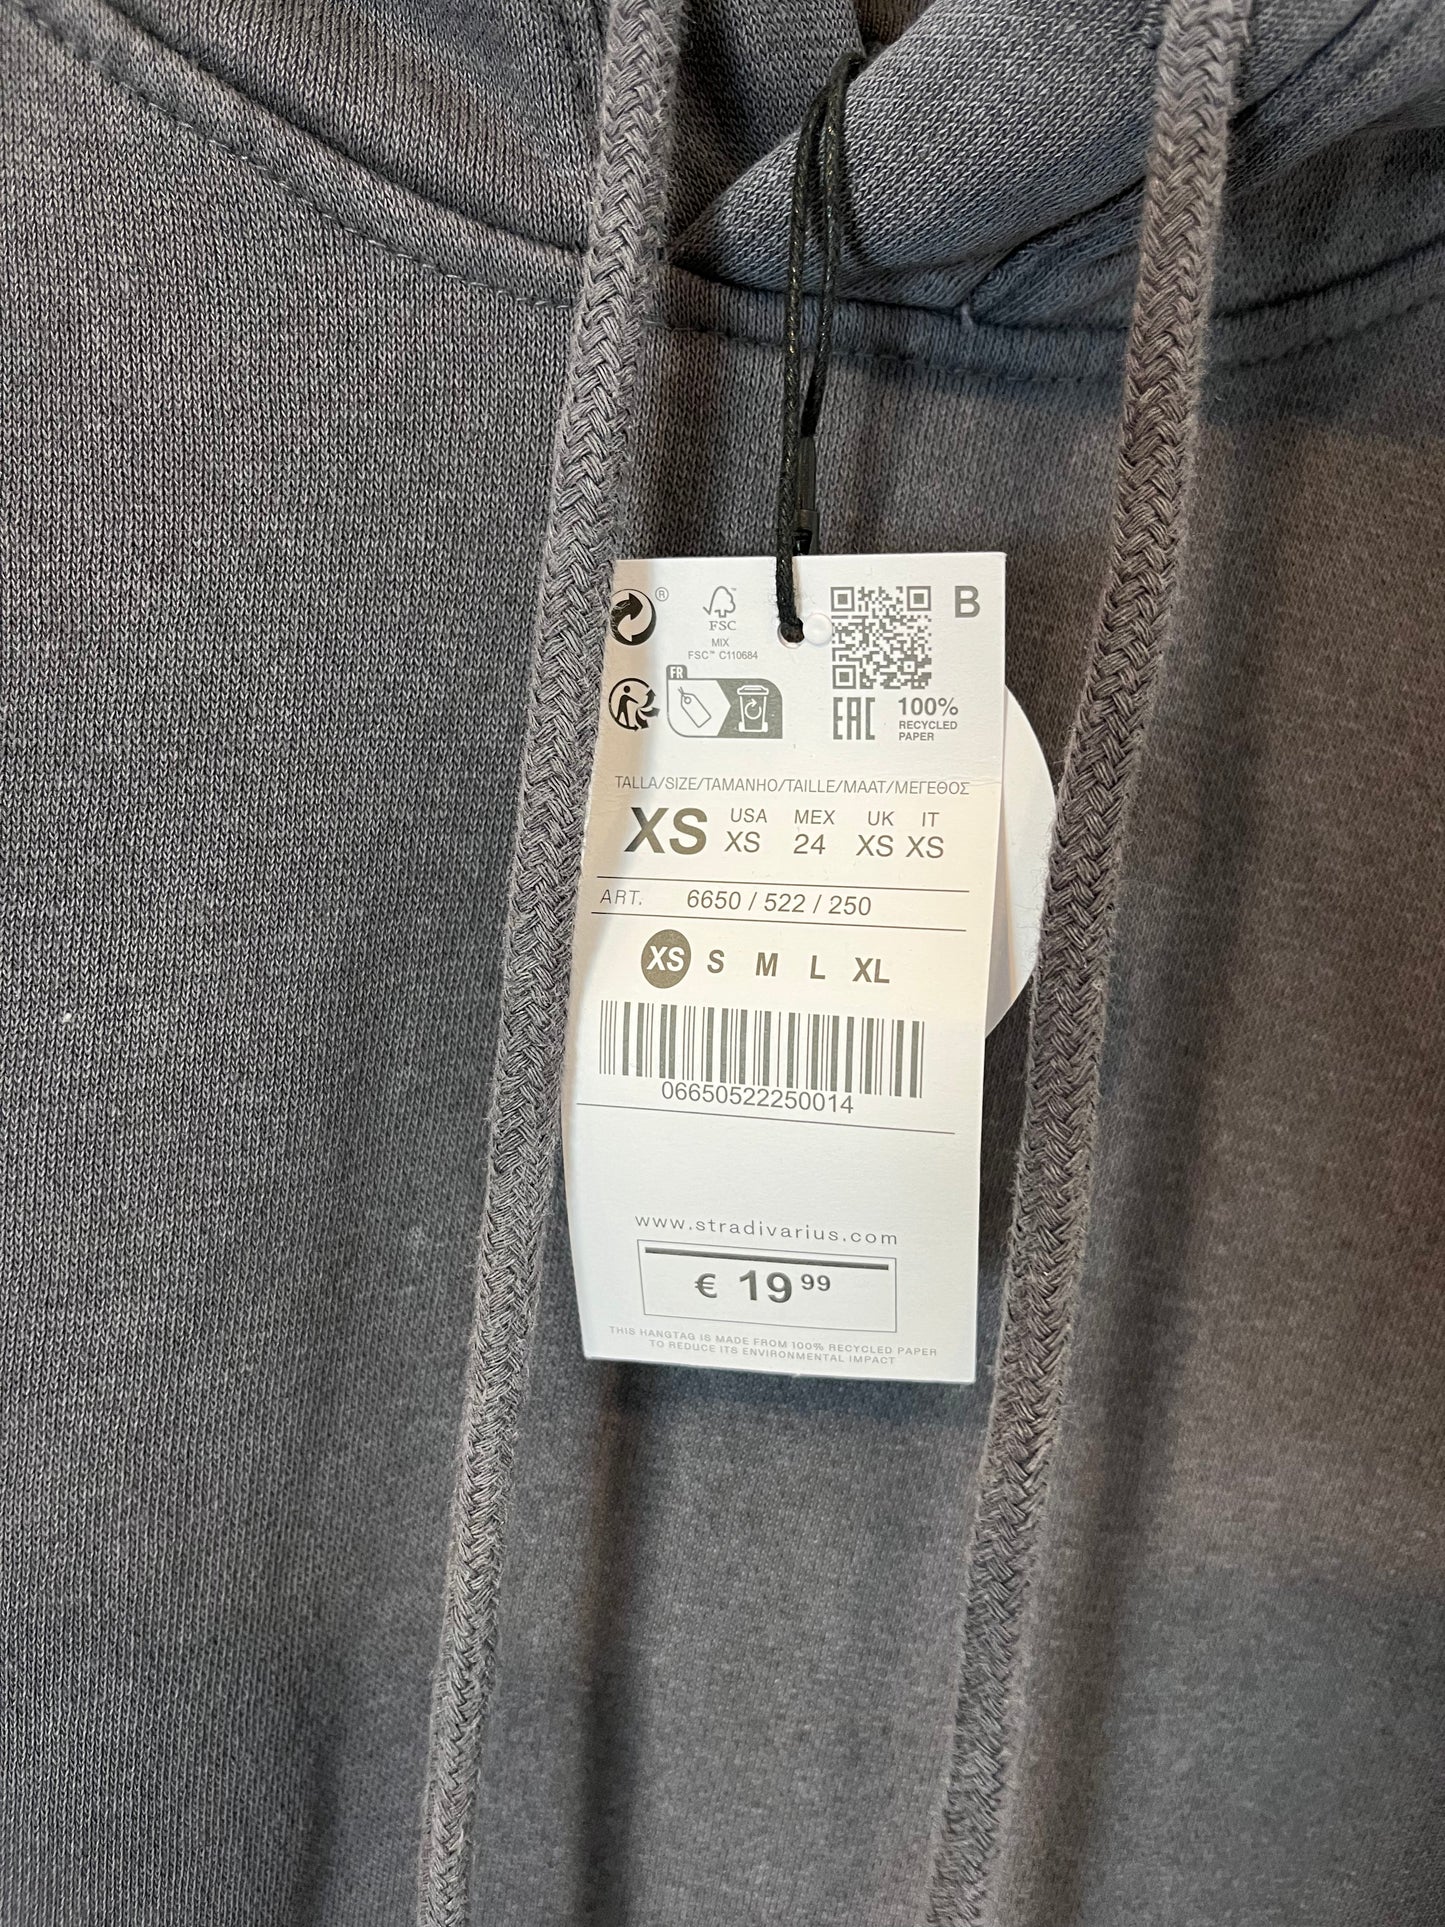 ®
FSC
MIX
FSC™ C110684
B
FR
EAC
100%
RECYCLED
PAPER
TALLA/SIZE/TAMANHO/TAILLE/MAAT/ΜΕΓΕΘΟΣ
XS USA MEX UK IT
XS 24 XS XS
ART. 6650 / 522 / 250
XS S M L XL
06650522250014
www.stradivarius.com
€ 19 99
THIS HANGTAG IS MADE FROM 100% RECYCLED PAPER
TO REDUCE ITS ENVIRONMENTAL IMPACT